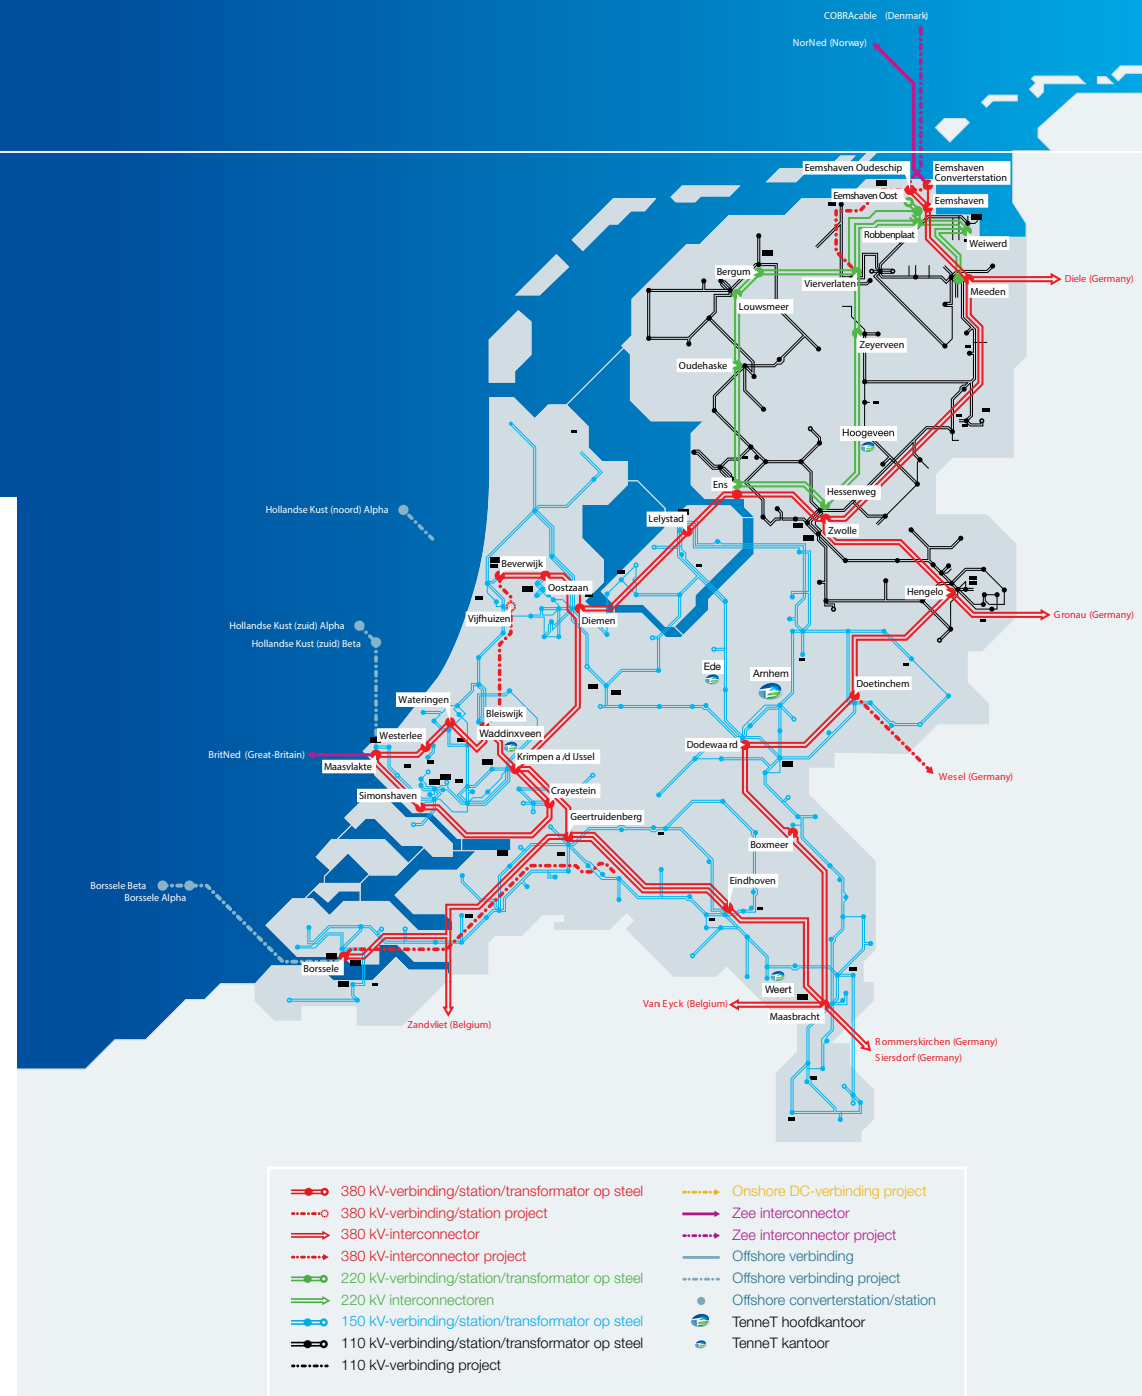 COBRAcable (Denmark)
NorNed (Norway)
Eemshaven Oudeschip
Eemshaven
Converterstation
Eemshaven Oost
Eemshaven
Robbenplaat
Weiwerd
Bergum
Vierverlaten
Diele (Germany)
Meeden
Louwsmeer
Zeyerveen
Oudehaske
Hoogeveen
Ens
Hessenweg
Hollandse Kust (noord) Alpha
Lelystad
Zwolle
Beverwijk
Oostzaan
Hengelo
Vijfhuizen
Diemen
Gronau (Germany)
Hollandse Kust (zuid) Alpha
Hollandse Kust (zuid) Beta
Ede
Arnhem
Doetinchem
Wateringen
Bleiswijk
Westerlee
Waddinxveen
Dodewaard
BritNed (Great-Britain)
Krimpen a/d IJssel
Maasvlakte
Wesel (Germany)
Crayestein
Simonshaven
Geertruidenberg
Boxmeer
Eindhoven
Borssele Beta
Borssele Alpha
Borssele
Weert
Van Eyck (Belgium)
Maasbracht
Zandvliet (Belgium)
Rommerskirchen (Germany)
Siersdorf (Germany)
380 kV-verbinding/station/transformator op steel
380 kV-verbinding/station project
380 kV-interconnector
380 kV-interconnector project
220 kV-verbinding/station/transformator op steel
220 kV interconnectoren
150 kV-verbinding/station/transformator op steel
110 kV-verbinding/station/transformator op steel
110 kV-verbinding project
Onshore DC-verbinding project
Zee interconnector
Zee interconnector project
Offshore verbinding
Offshore verbinding project
Offshore converterstation/station
TenneT hoofdkantoor
TenneT kantoor